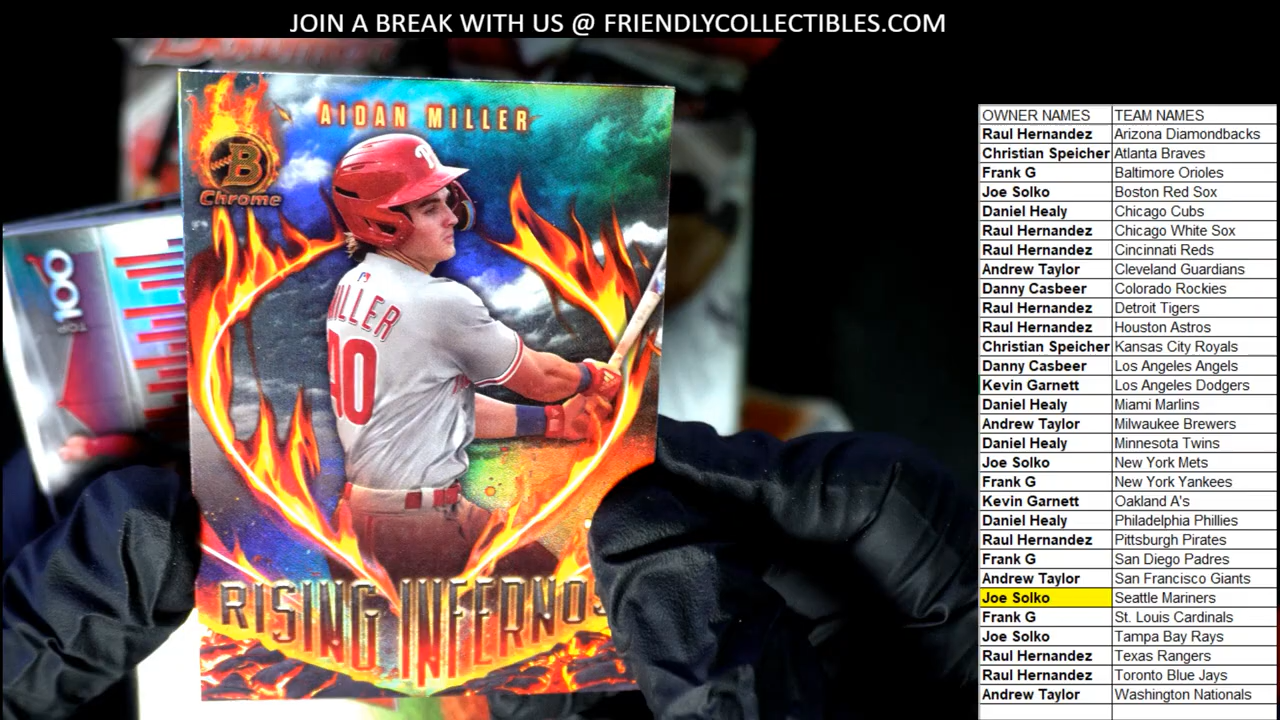 JOIN A BREAK WITH US @ FRIENDLYCOLLECTIBLES.COM
AIDAN MILLER
B
Chrome
P
MILLER
40
RISING INFERNOS
TOP
100
OWNER NAMES TEAM NAMES
Raul Hernandez Arizona Diamondbacks
Christian Speicher Atlanta Braves
Frank G Baltimore Orioles
Joe Solko Boston Red Sox
Daniel Healy Chicago Cubs
Raul Hernandez Chicago White Sox
Raul Hernandez Cincinnati Reds
Andrew Taylor Cleveland Guardians
Danny Casbeer Colorado Rockies
Raul Hernandez Detroit Tigers
Raul Hernandez Houston Astros
Christian Speicher Kansas City Royals
Danny Casbeer Los Angeles Angels
Kevin Garnett Los Angeles Dodgers
Daniel Healy Miami Marlins
Andrew Taylor Milwaukee Brewers
Daniel Healy Minnesota Twins
Joe Solko New York Mets
Frank G New York Yankees
Kevin Garnett Oakland A's
Daniel Healy Philadelphia Phillies
Raul Hernandez Pittsburgh Pirates
Frank G San Diego Padres
Andrew Taylor San Francisco Giants
Joe Solko Seattle Mariners
Frank G St. Louis Cardinals
Joe Solko Tampa Bay Rays
Raul Hernandez Texas Rangers
Raul Hernandez Toronto Blue Jays
Andrew Taylor Washington Nationals